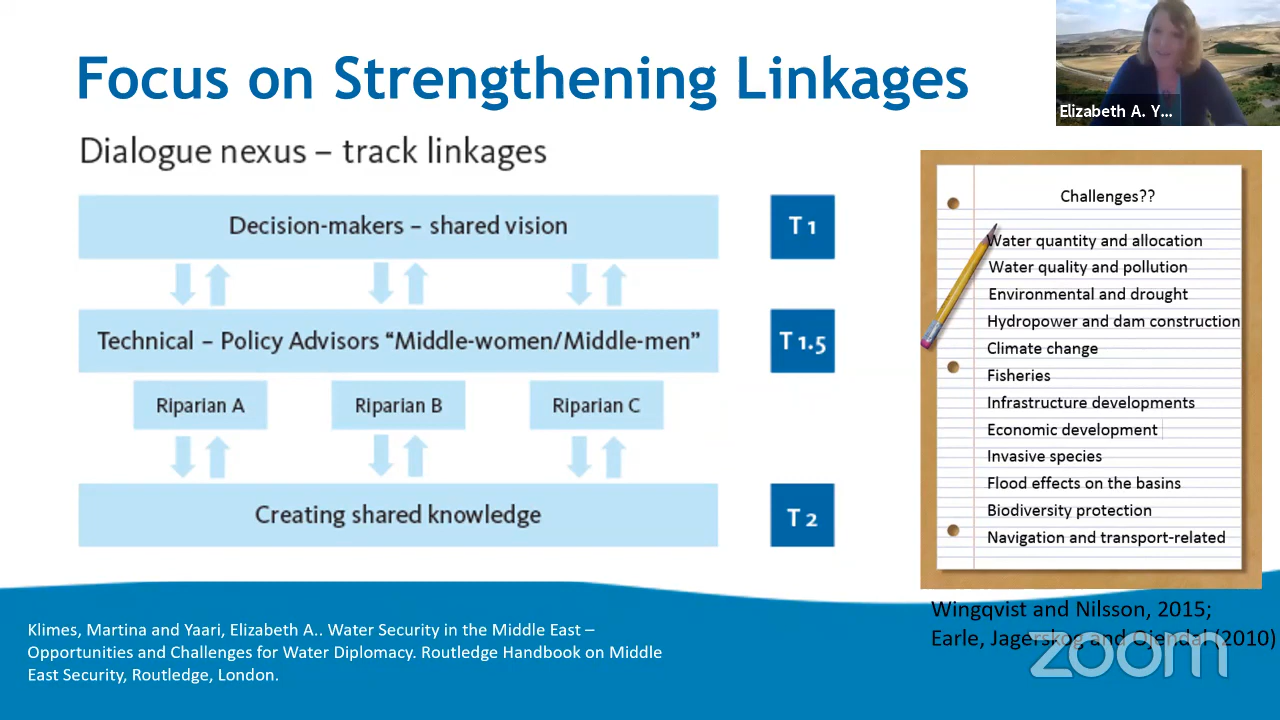 Focus on Strengthening Linkages
Elizabeth A. Y...
Dialogue nexus – track linkages
Decision-makers – shared vision
T 1
Technical – Policy Advisors “Middle-women/Middle-men”
T 1.5
Riparian A
Riparian B
Riparian C
Creating shared knowledge
T 2
Challenges??
Water quantity and allocation
Water quality and pollution
Environmental and drought
Hydropower and dam construction
Climate change
Fisheries
Infrastructure developments
Economic development
Invasive species
Flood effects on the basins
Biodiversity protection
Navigation and transport-related
Wingqvist and Nilsson, 2015;
Earle, Jagerskog and Ojendal (2010)
Klimes, Martina and Yaari, Elizabeth A.. Water Security in the Middle East –
Opportunities and Challenges for Water Diplomacy. Routledge Handbook on Middle
East Security, Routledge, London.
zoom